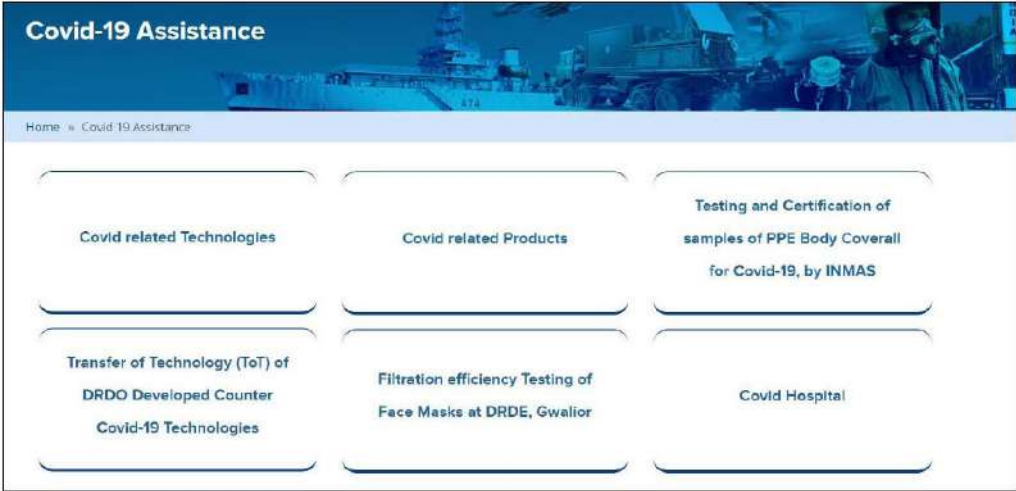 Covid-19 Assistance
A74
Home » Covid 19 Assistance
Covid related Technologies
Covid related Products
Testing and Certification of
samples of PPE Body Coverall
for Covid-19, by INMAS
Transfer of Technology (ToT) of
DRDO Developed Counter
Covid-19 Technologies
Filtration efficiency Testing of
Face Masks at DRDE, Gwalior
Covid Hospital